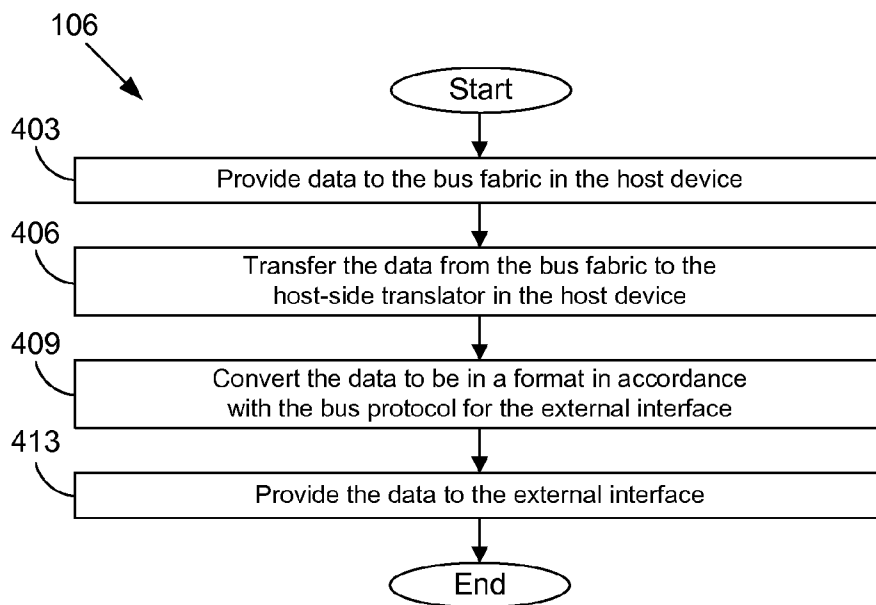 106
Start
403
Provide data to the bus fabric in the host device
406
Transfer the data from the bus fabric to the
host-side translator in the host device
409
Convert the data to be in a format in accordance
with the bus protocol for the external interface
413
Provide the data to the external interface
End